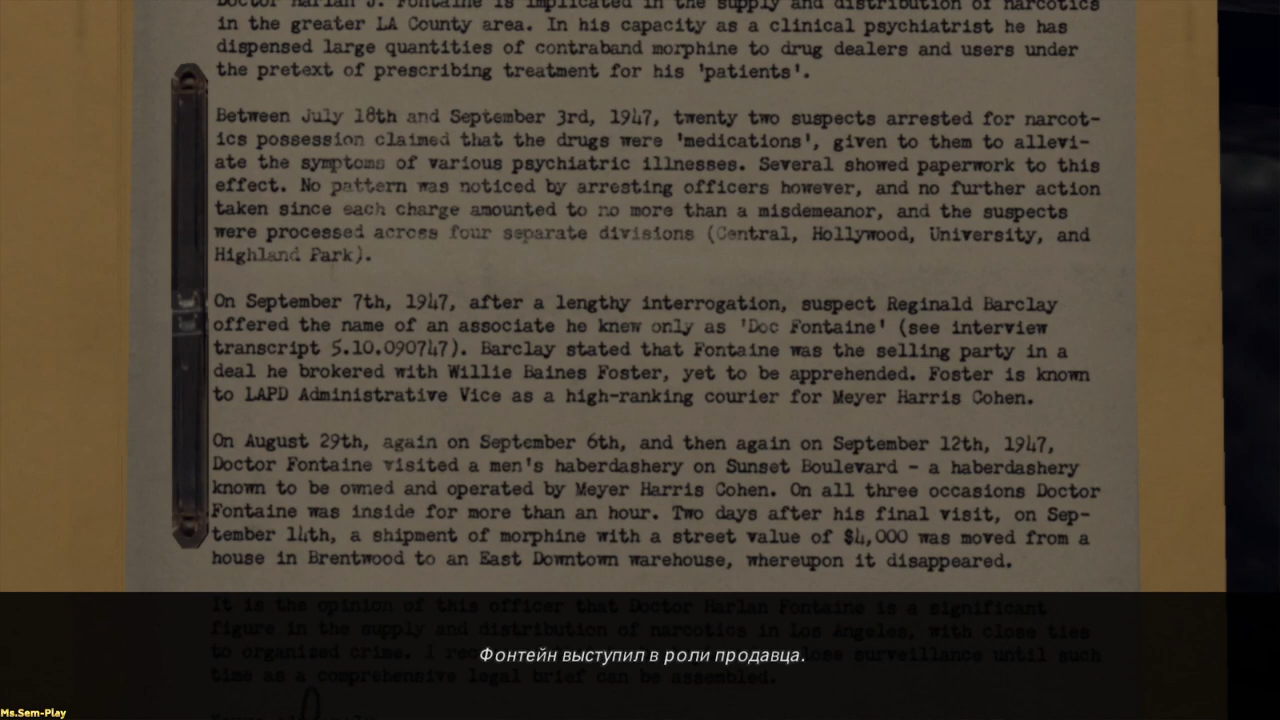 Doctor Harlan J. Fontaine is implicated in the supply and distribution of narcotics
in the greater LA County area. In his capacity as a clinical psychiatrist he has
dispensed large quantities of contraband morphine to drug dealers and users under
the pretext of prescribing treatment for his 'patients'.
Between July 18th and September 3rd, 1947, twenty two suspects arrested for narcot-
ics possession claimed that the drugs were 'medications', given to them to allevi-
ate the symptoms of various psychiatric illnesses. Several showed paperwork to this
effect. No pattern was noticed by arresting officers however, and no further action
taken since each charge amounted to no more than a misdemeanor, and the suspects
were processed across four separate divisions (Central, Hollywood, University, and
Highland Park).
On September 7th, 1947, after a lengthy interrogation, suspect Reginald Barclay
offered the name of an associate he knew only as 'Doc Fontaine' (see interview
transcript 5.10.090747). Barclay stated that Fontaine was the selling party in a
deal he brokered with Willie Baines Foster, yet to be apprehended. Foster is known
to LAPD Administrative Vice as a high-ranking courier for Meyer Harris Cohen.
On August 29th, again on September 6th, and then again on September 12th, 1947,
Doctor Fontaine visited a men's haberdashery on Sunset Boulevard - a haberdashery
known to be owned and operated by Meyer Harris Cohen. On all three occasions Doctor
Fontaine was inside for more than an hour. Two days after his final visit, on Sep-
tember 14th, a shipment of morphine with a street value of $4,000 was moved from a
house in Brentwood to an East Downtown warehouse, whereupon it disappeared.
It is the opinion of this officer that Doctor Harlan Fontaine is a significant
figure in the supply and distribution of narcotics in Los Angeles, with close ties
to organized crime. I close surveillance until such
time as a comprehensive legal brief can be assembled.
Фонтейн выступил в роли продавца.
Ms.Sem-Play